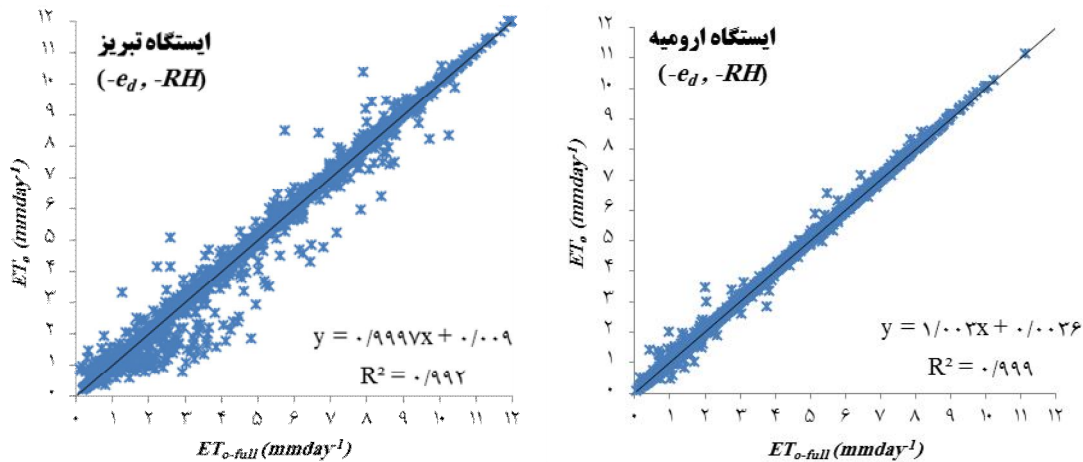 ایستگاه تبریز
(-e_d, -RH)
۱۲
۱۱
۱۰
۹
۸
۷
۶
۵
۴
۳
۲
۱
۰
ET_o (mmday⁻¹)
y = ۰/۹۹۹۷x + ۰/۰۰۹
R² = ۰/۹۹۲
۰ ۱ ۲ ۳ ۴ ۵ ۶ ۷ ۸ ۹ ۱۰ ۱۱ ۱۲
ET_o-full (mmday⁻¹)
ایستگاه ارومیه
(-e_d, -RH)
۱۲
۱۱
۱۰
۹
۸
۷
۶
۵
۴
۳
۲
۱
۰
ET_o (mmday⁻¹)
y = ۱/۰۰۲x + ۰/۰۰۲۶
R² = ۰/۹۹۹
۰ ۱ ۲ ۳ ۴ ۵ ۶ ۷ ۸ ۹ ۱۰ ۱۱ ۱۲
ET_o-full (mmday⁻¹)